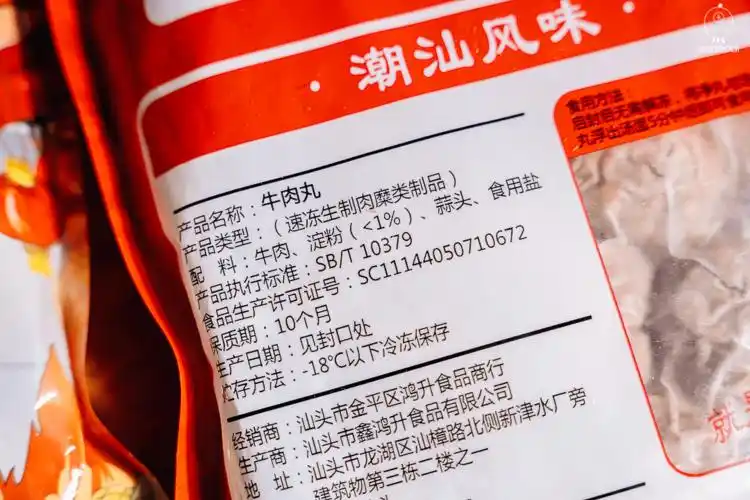 · 潮汕风味 ·
食用方法：
产品名称：牛肉丸
产品类型：（速冻生制肉糜类制品）
配 料：牛肉、淀粉（<1%）、蒜头、食用盐
产品执行标准：SB/T 10379
食品生产许可证号：SC11144050710672
保质期：10个月
生产日期：见封口处
贮存方法：-18℃以下冷冻保存
经销商：汕头市金平区鸿升食品商行
生产商：汕头市鑫鸿升食品有限公司
地 址：汕头市龙湖区汕樟路北侧新津水厂旁
建筑物第三栋二楼之一
就